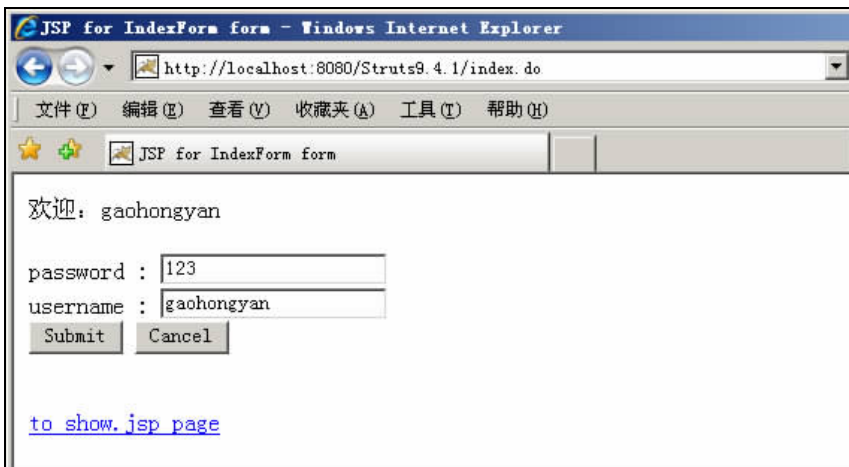 JSP for IndexForm form - Windows Internet Explorer
http://localhost:8080/Struts9.4.1/index.do
文件(F) 编辑(E) 查看(V) 收藏夹(A) 工具(T) 帮助(H)
JSP for IndexForm form
欢迎：gaohongyan
password : 123
username : gaohongyan
Submit Cancel
to show.jsp page